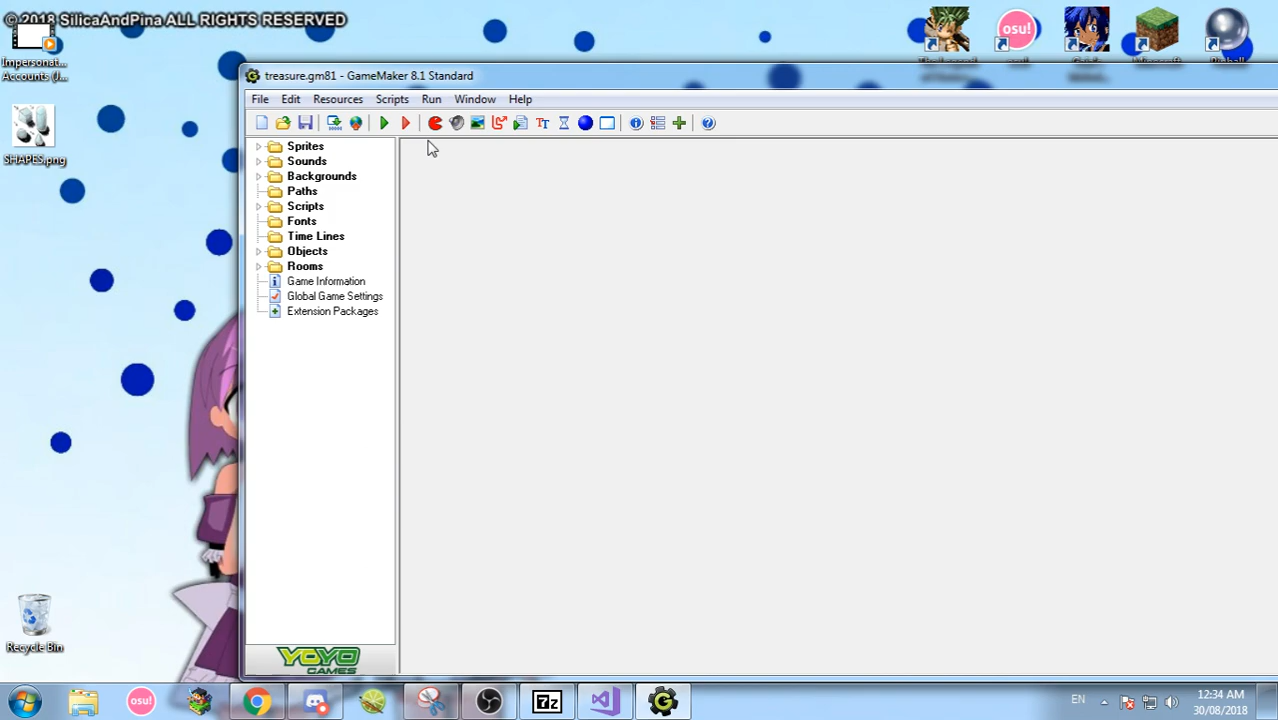 © 2018 SilicaAndPina ALL RIGHTS RESERVED
Impersonat...
Accounts (J...
SHAPES.png
Recycle Bin
osu!
Minecraft
Pinball
treasure.gm81 - GameMaker 8.1 Standard
File Edit Resources Scripts Run Window Help
Sprites
Sounds
Backgrounds
Paths
Scripts
Fonts
Time Lines
Objects
Rooms
Game Information
Global Game Settings
Extension Packages
YOYO
GAMES
osu!
7z
EN
12:34 AM
30/08/2018